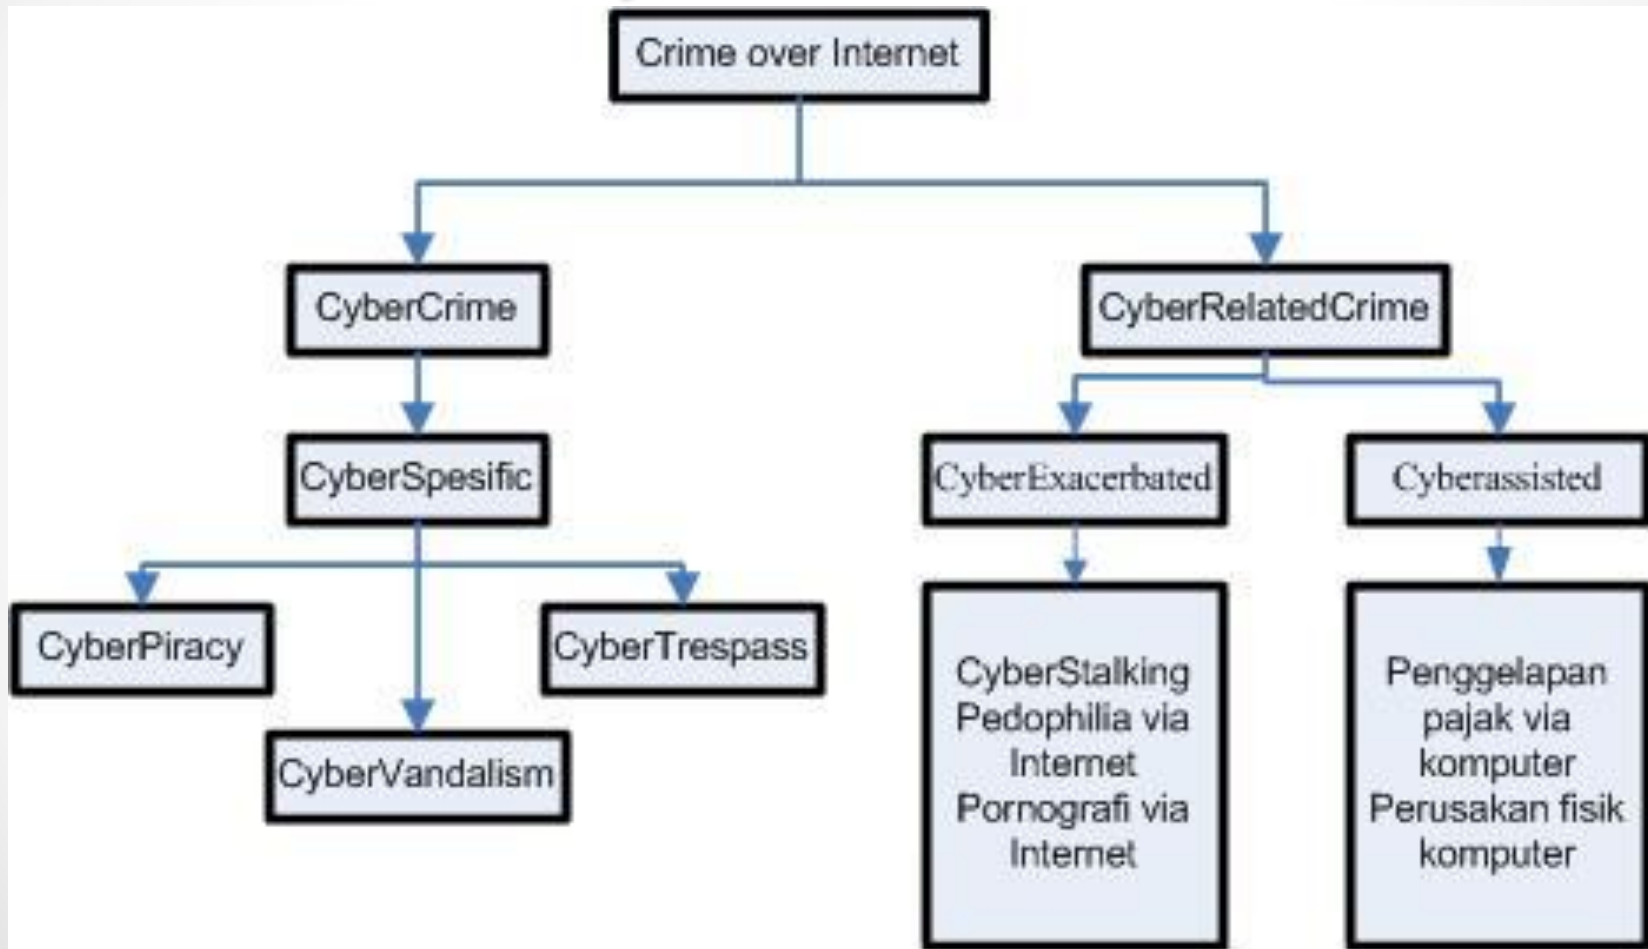 Crime over Internet
CyberCrime
CyberRelatedCrime
CyberSpesific
CyberExacerbated
Cyberassisted
CyberPiracy
CyberTrespass
CyberVandalism
CyberStalking
Pedophilia via
Internet
Pornografi via
Internet
Penggelapan
pajak via
komputer
Perusakan fisik
komputer